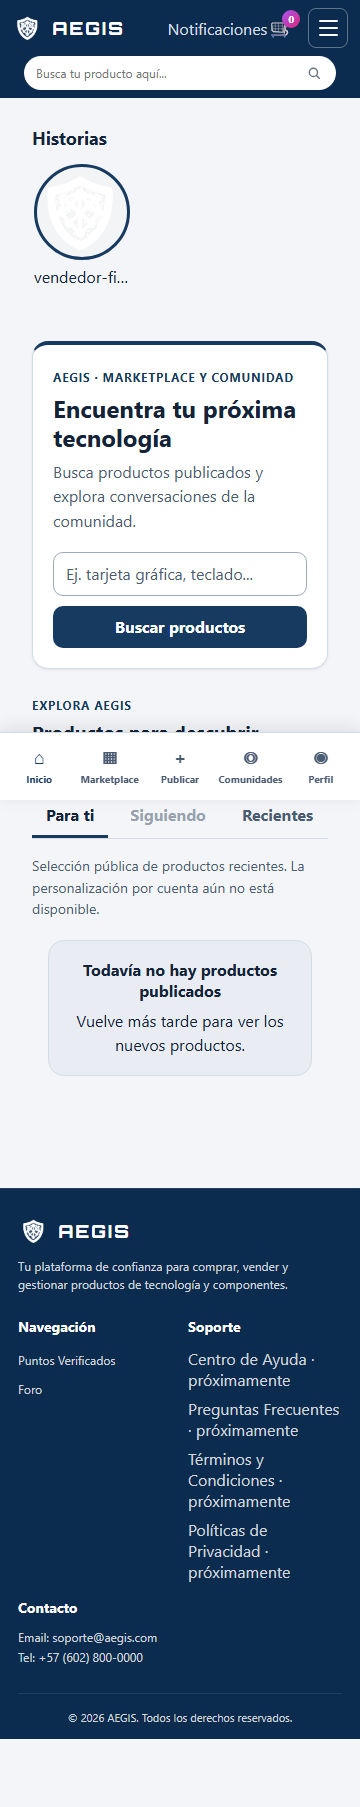 AEGIS
Notificaciones
0
Busca tu producto aquí...
Historias
vendedor-fi...
AEGIS · MARKETPLACE Y COMUNIDAD
Encuentra tu próxima
tecnología
Busca productos publicados y
explora conversaciones de la
comunidad.
Ej. tarjeta gráfica, teclado...
Buscar productos
EXPLORA AEGIS
Productos para descubrir
Inicio
Marketplace
Publicar
Comunidades
Perfil
Para ti
Siguiendo
Recientes
Selección pública de productos recientes. La
personalización por cuenta aún no está
disponible.
Todavía no hay productos
publicados
Vuelve más tarde para ver los
nuevos productos.
AEGIS
Tu plataforma de confianza para comprar, vender y
gestionar productos de tecnología y componentes.
Navegación
Puntos Verificados
Foro
Soporte
Centro de Ayuda ·
próximamente
Preguntas Frecuentes
· próximamente
Términos y
Condiciones ·
próximamente
Políticas de
Privacidad ·
próximamente
Contacto
Email: soporte@aegis.com
Tel: +57 (602) 800-0000
© 2026 AEGIS. Todos los derechos reservados.